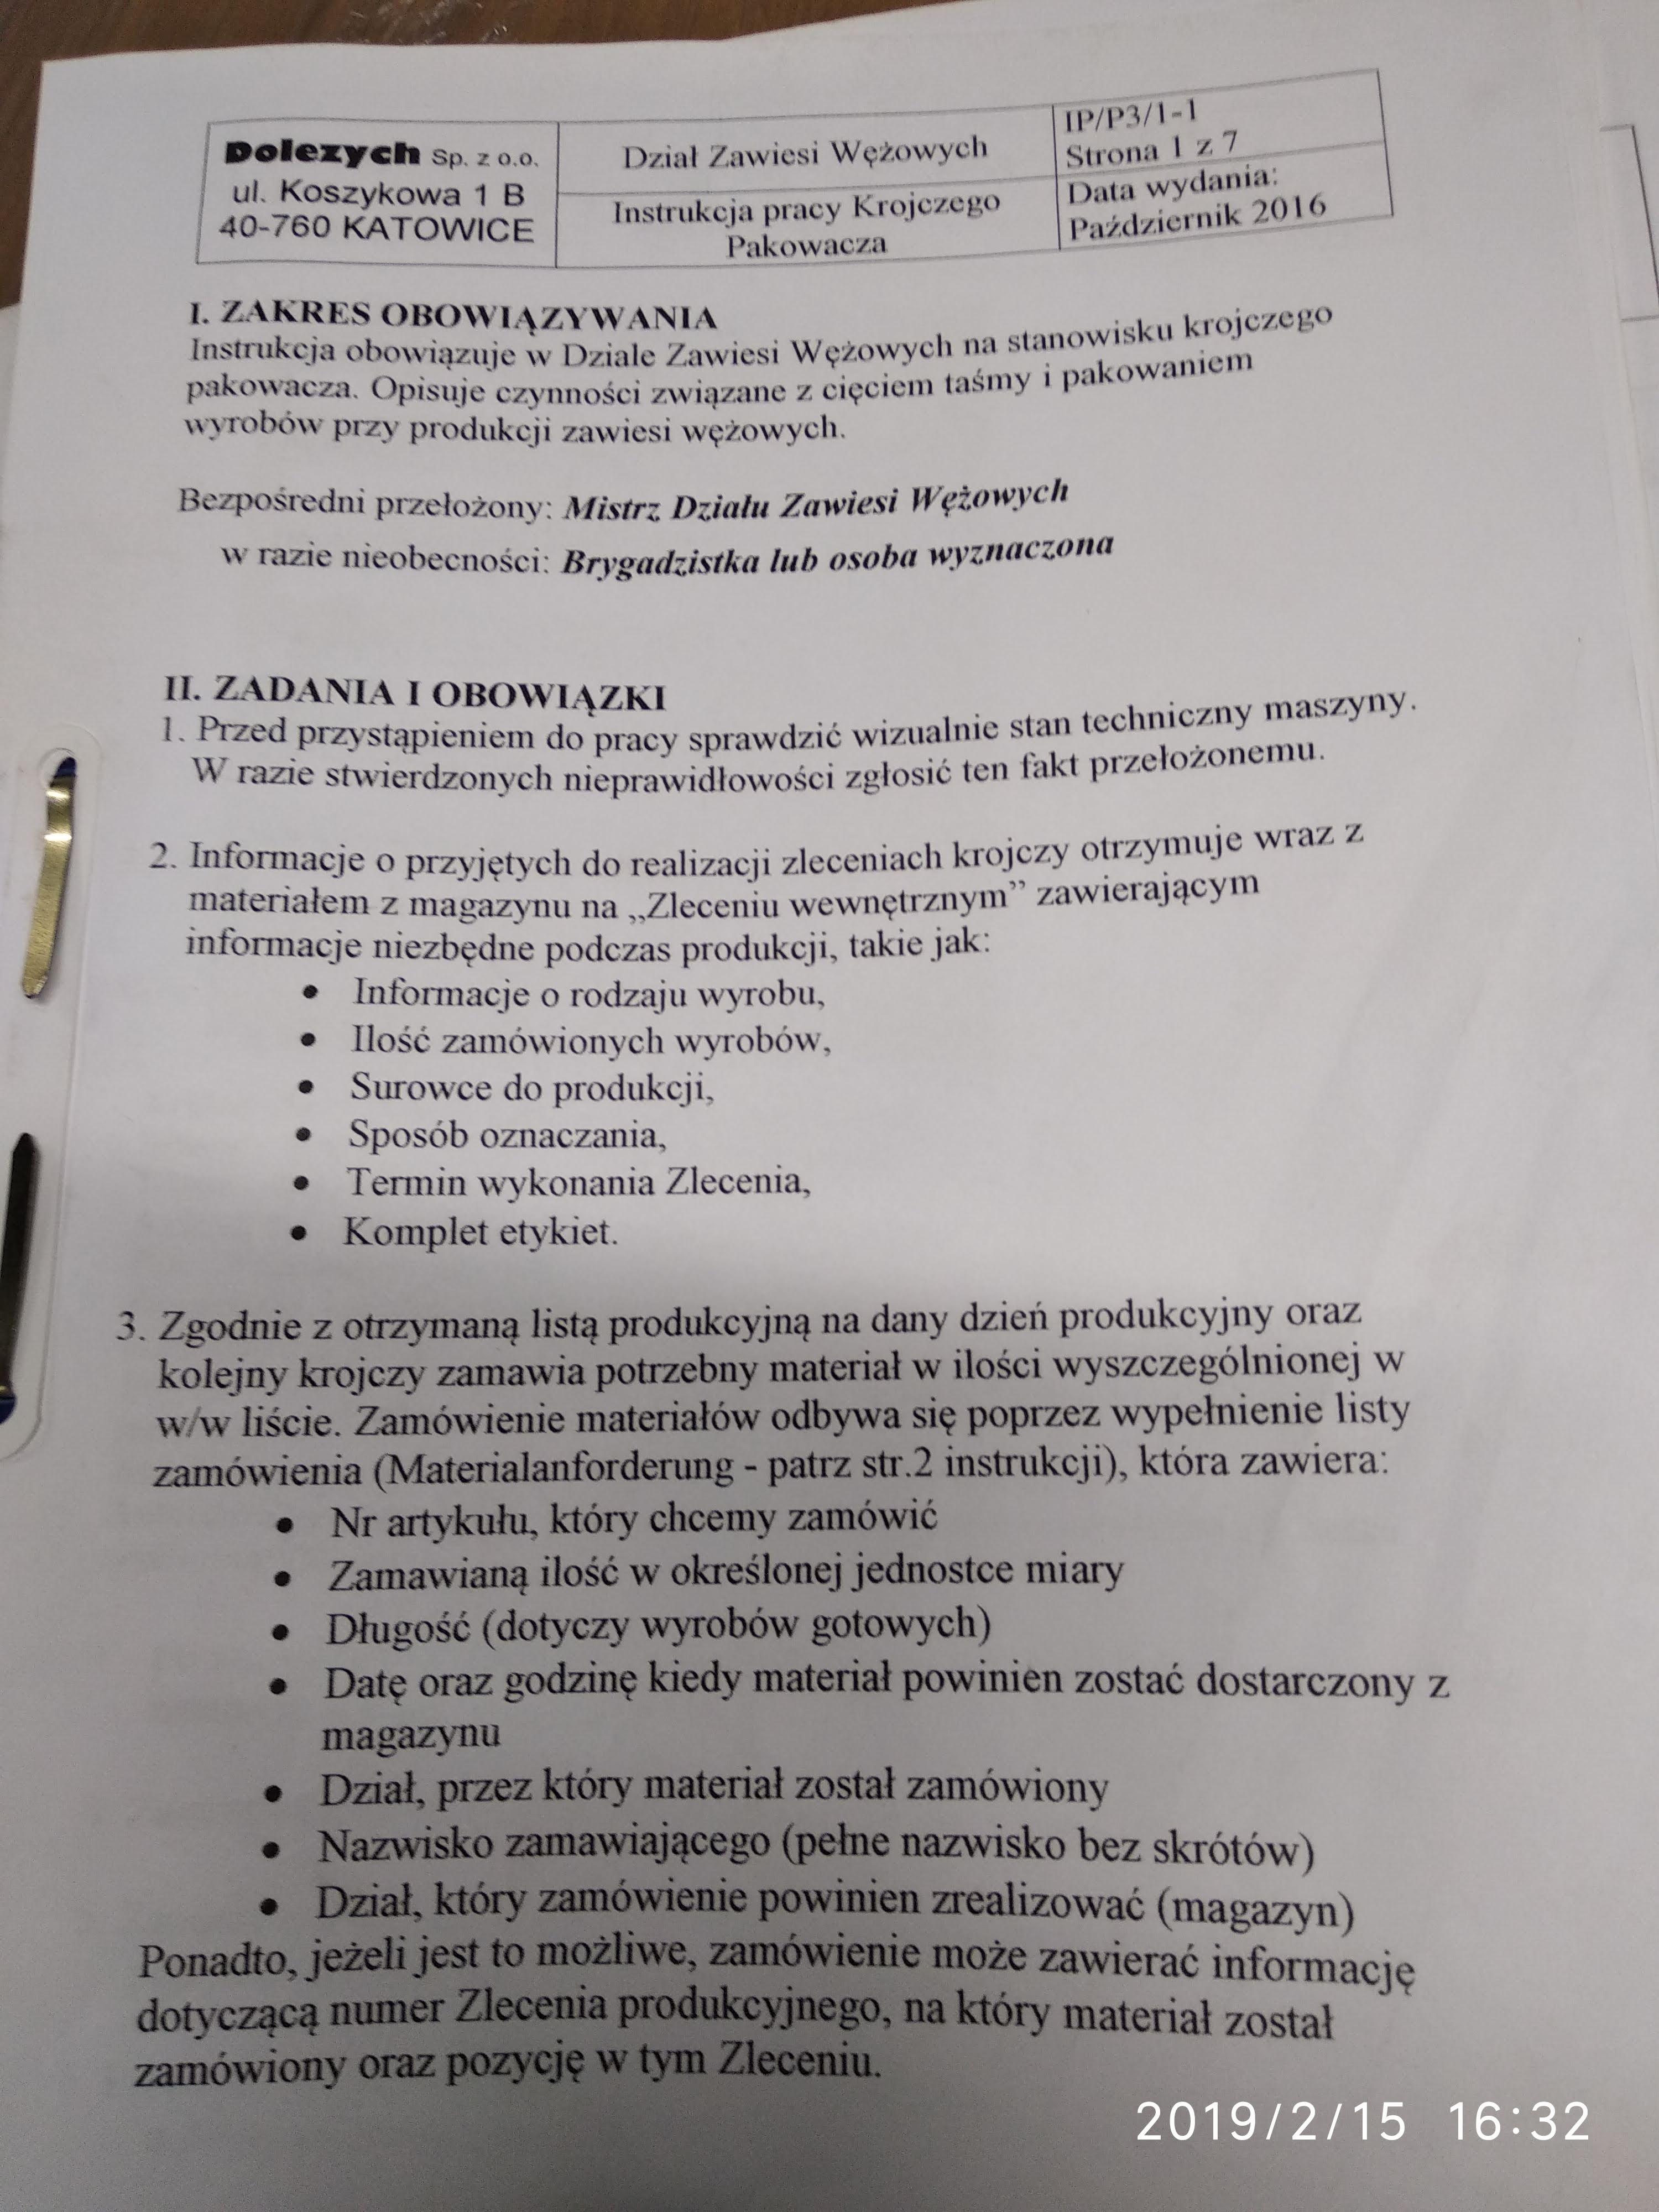 Dolezych Sp. z o.o.
ul. Koszykowa 1 B
40-760 KATOWICE
Dział Zawiesi Wężowych
Instrukcja pracy Krojczego
Pakowacza
IP/P3/1-1
Strona 1 z 7
Data wydania:
Październik 2016
I. ZAKRES OBOWIĄZYWANIA
Instrukcja obowiązuje w Dziale Zawiesi Wężowych na stanowisku krojczego
pakowacza. Opisuje czynności związane z cięciem taśmy i pakowaniem
wyrobów przy produkcji zawiesi wężowych.
Bezpośredni przełożony: Mistrz Działu Zawiesi Wężowych
w razie nieobecności: Brygadzistka lub osoba wyznaczona
II. ZADANIA I OBOWIĄZKI
1. Przed przystąpieniem do pracy sprawdzić wizualnie stan techniczny maszyny.
W razie stwierdzonych nieprawidłowości zgłosić ten fakt przełożonemu.
2. Informacje o przyjętych do realizacji zleceniach krojczy otrzymuje wraz z
materiałem z magazynu na „Zleceniu wewnętrznym” zawierającym
informacje niezbędne podczas produkcji, takie jak:
• Informacje o rodzaju wyrobu,
• Ilość zamówionych wyrobów,
• Surowce do produkcji,
• Sposób oznaczania,
• Termin wykonania Zlecenia,
• Komplet etykiet.
3. Zgodnie z otrzymaną listą produkcyjną na dany dzień produkcyjny oraz
kolejny krojczy zamawia potrzebny materiał w ilości wyszczególnionej w
w/w liście. Zamówienie materiałów odbywa się poprzez wypełnienie listy
zamówienia (Materialanforderung - patrz str.2 instrukcji), która zawiera:
• Nr artykułu, który chcemy zamówić
• Zamawianą ilość w określonej jednostce miary
• Długość (dotyczy wyrobów gotowych)
• Datę oraz godzinę kiedy materiał powinien zostać dostarczony z
magazynu
• Dział, przez który materiał został zamówiony
• Nazwisko zamawiającego (pełne nazwisko bez skrótów)
• Dział, który zamówienie powinien zrealizować (magazyn)
Ponadto, jeżeli jest to możliwe, zamówienie może zawierać informację
dotyczącą numer Zlecenia produkcyjnego, na który materiał został
zamówiony oraz pozycję w tym Zleceniu.
2019/2/15 16:32